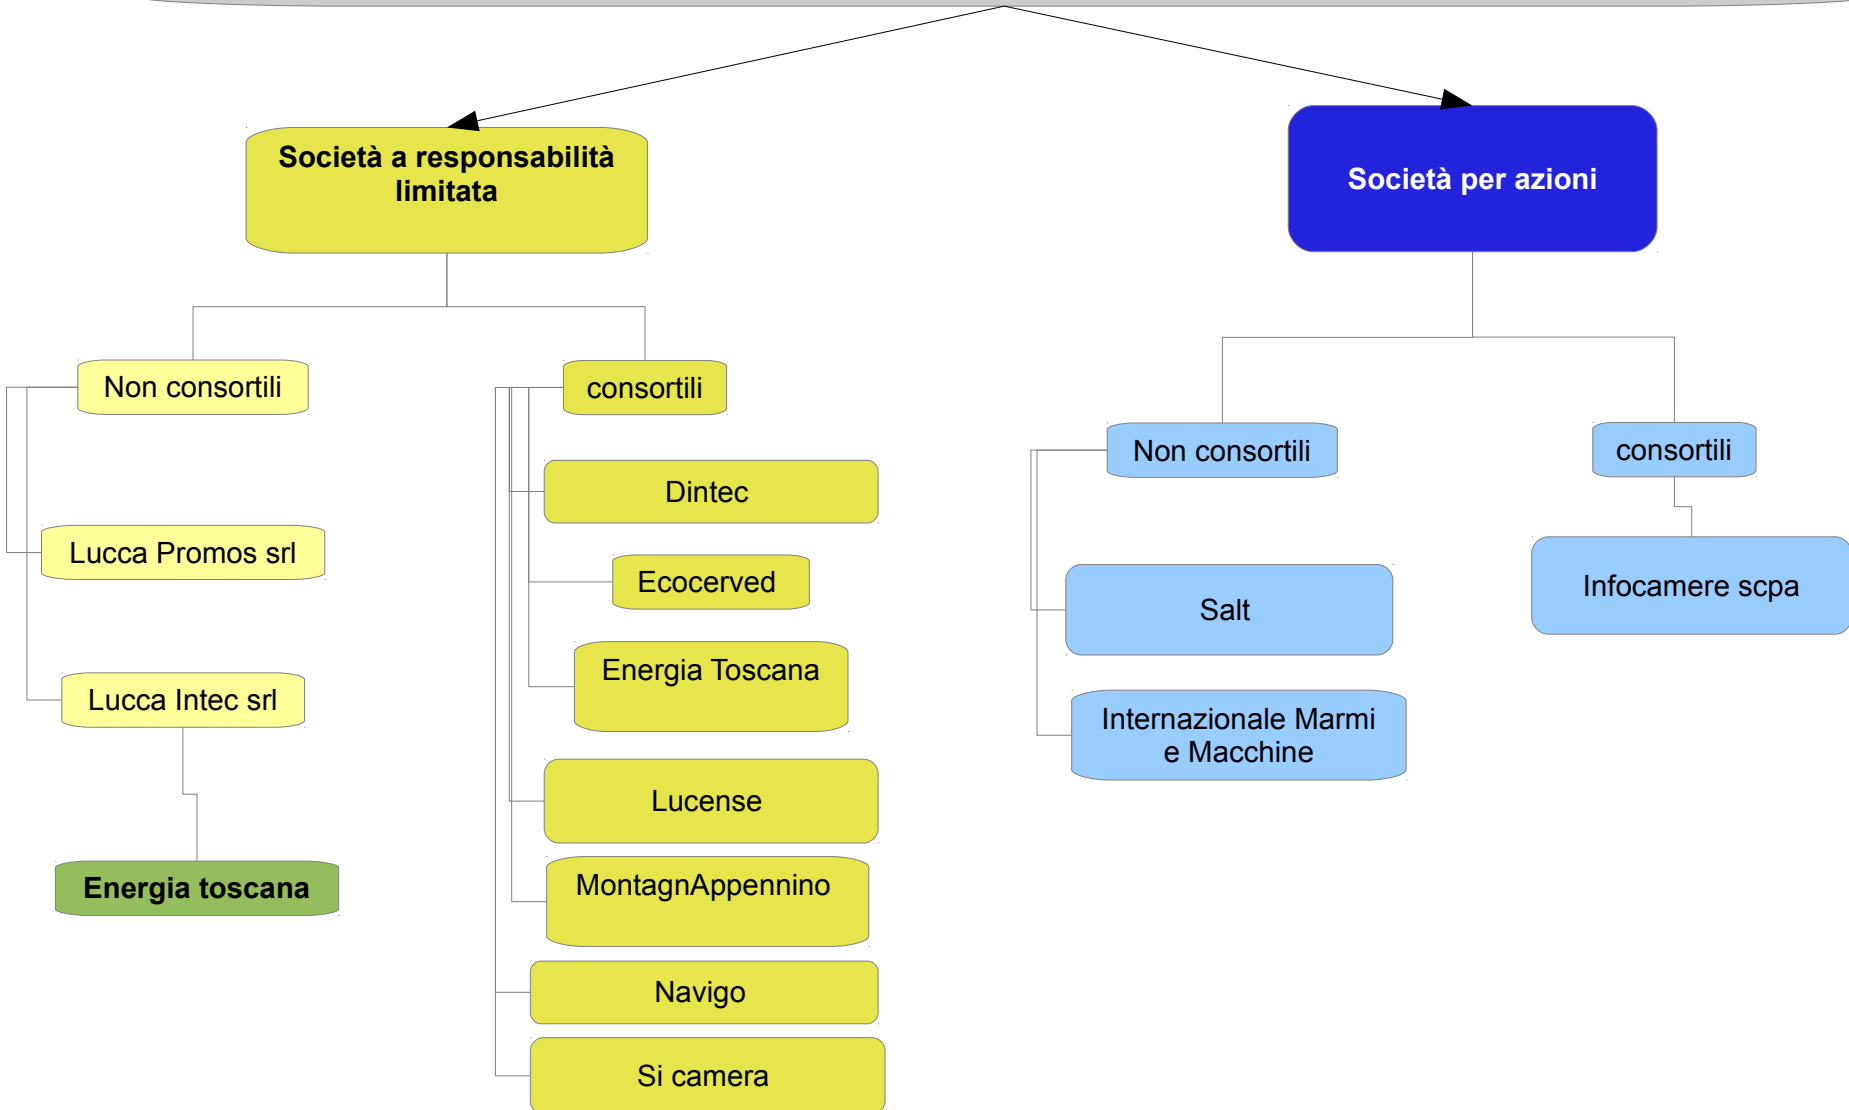 Società a responsabilità
limitata
Società per azioni
Non consortili
consortili
Dintec
Ecocerved
Energia Toscana
Lucense
MontagnAppennino
Navigo
Si camera
Lucca Promos srl
Lucca Intec srl
Energia toscana
Non consortili
consortili
Salt
Internazionale Marmi
e Macchine
Infocamere scpa